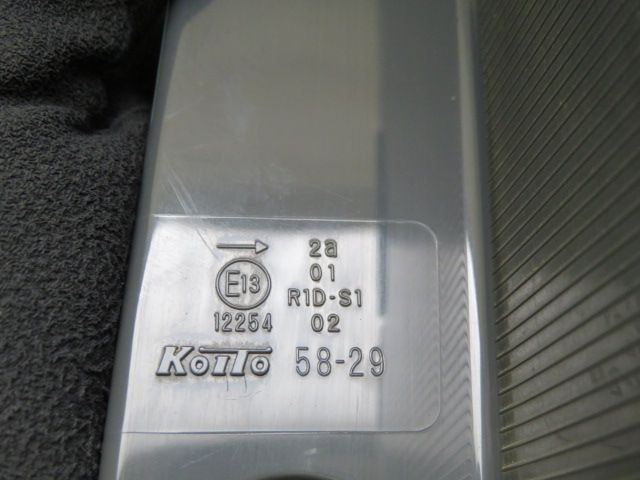 → 2a
01
E13 R1D-S1
12254 02
KOITO 58-29